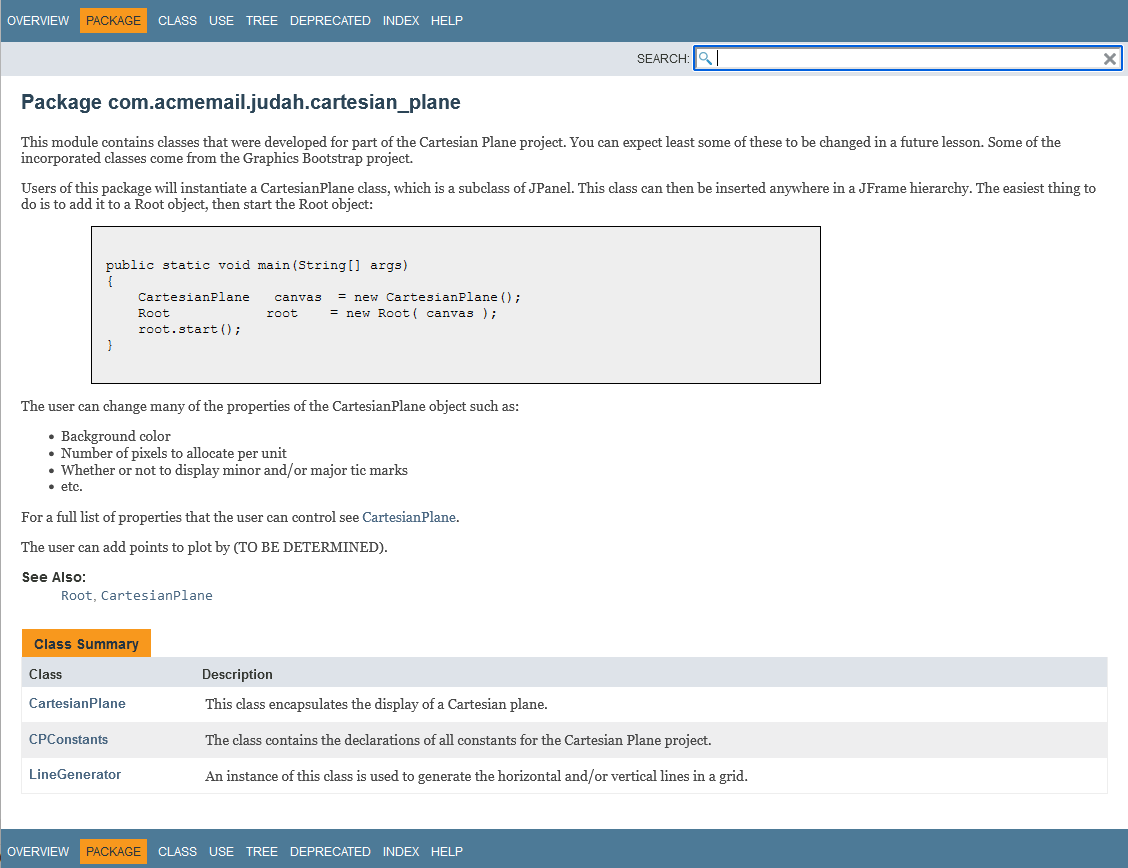 OVERVIEW PACKAGE CLASS USE TREE DEPRECATED INDEX HELP
SEARCH:
Package com.acmemail.judah.cartesian_plane
This module contains classes that were developed for part of the Cartesian Plane project. You can expect least some of these to be changed in a future lesson. Some of the
incorporated classes come from the Graphics Bootstrap project.
Users of this package will instantiate a CartesianPlane class, which is a subclass of JPanel. This class can then be inserted anywhere in a JFrame hierarchy. The easiest thing to
do is to add it to a Root object, then start the Root object:
public static void main(String[] args)
{
    CartesianPlane   canvas  = new CartesianPlane();
    Root            root    = new Root( canvas );
    root.start();
}
The user can change many of the properties of the CartesianPlane object such as:
• Background color
• Number of pixels to allocate per unit
• Whether or not to display minor and/or major tic marks
• etc.
For a full list of properties that the user can control see CartesianPlane.
The user can add points to plot by (TO BE DETERMINED).
See Also:
Root, CartesianPlane
Class Summary
Class Description
CartesianPlane This class encapsulates the display of a Cartesian plane.
CPConstants The class contains the declarations of all constants for the Cartesian Plane project.
LineGenerator An instance of this class is used to generate the horizontal and/or vertical lines in a grid.
OVERVIEW PACKAGE CLASS USE TREE DEPRECATED INDEX HELP